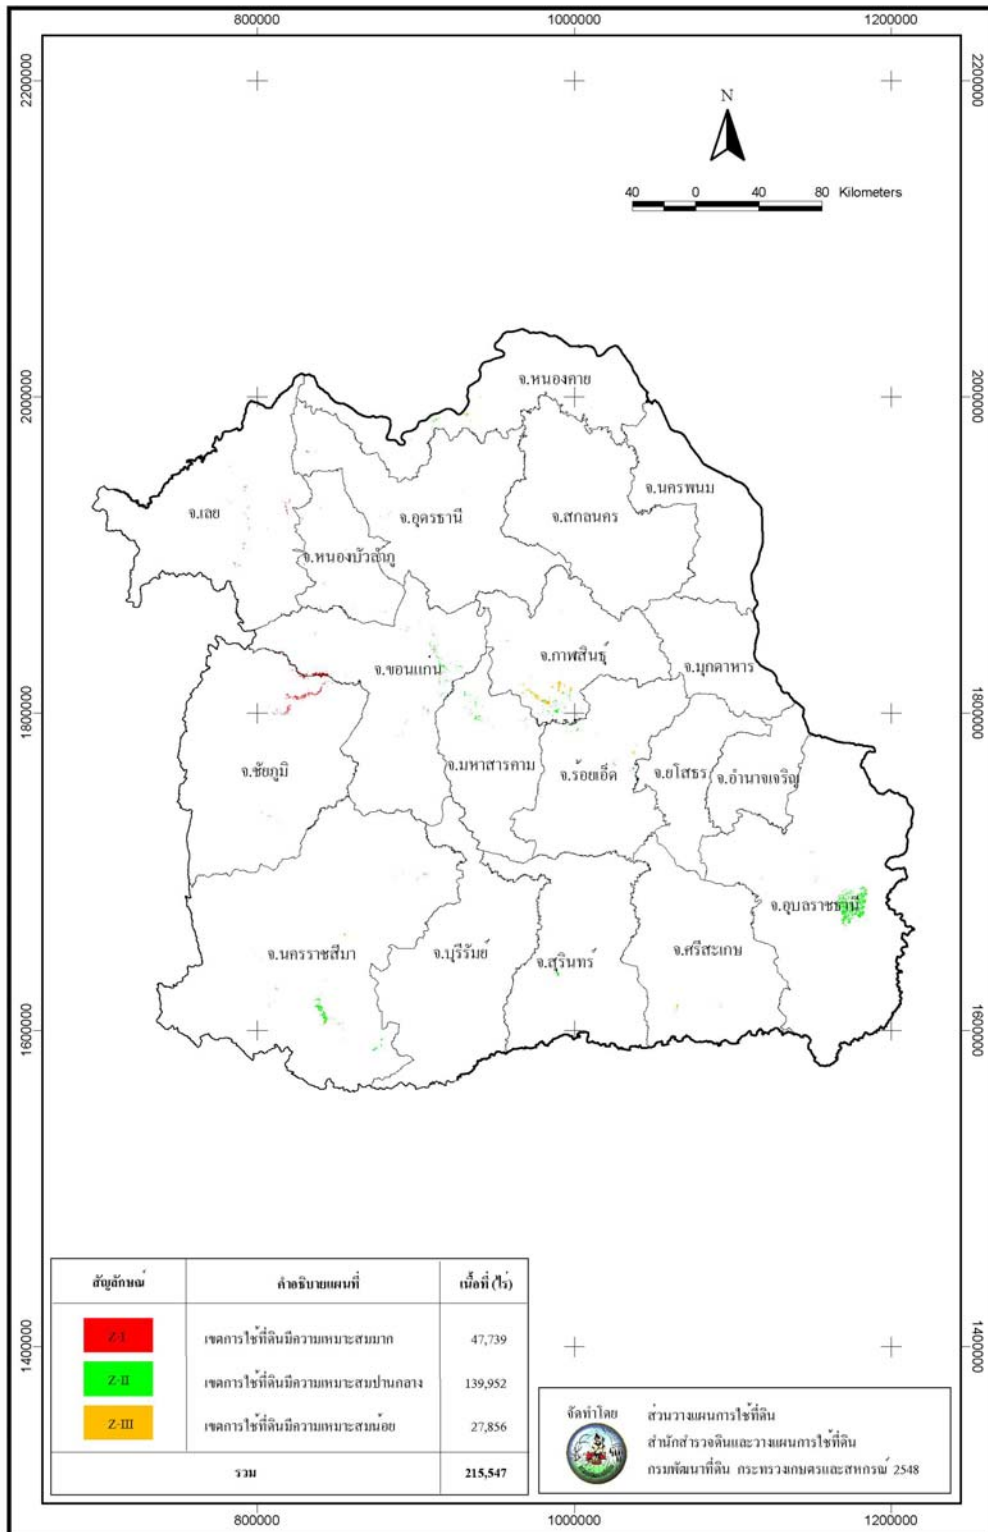 800000 1000000 1200000
2200000 2200000
N
40 0 40 80 Kilometers
จ.หนองคาย
2000000 2000000
จ.นครพนม
จ.เลย จ.อุดรธานี จ.สกลนคร
จ.หนองบัวลำภู
จ.ขอนแก่น จ.กาฬสินธุ์ จ.มุกดาหาร
1800000 1800000
จ.ชัยภูมิ จ.มหาสารคาม จ.ร้อยเอ็ด จ.ยโสธร จ.อำนาจเจริญ
จ.อุบลราชธานี
จ.นครราชสีมา จ.บุรีรัมย์ จ.สุรินทร์ จ.ศรีสะเกษ
1600000 1600000
สัญลักษณ์ คำอธิบายแผนที่ เนื้อที่ (ไร่)
Z-I เขตการใช้ที่ดินมีความเหมาะสมมาก 47,739
Z-II เขตการใช้ที่ดินมีความเหมาะสมปานกลาง 139,952
Z-III เขตการใช้ที่ดินมีความเหมาะสมน้อย 27,856
รวม 215,547
1400000 1400000
จัดทำโดย ส่วนวางแผนการใช้ที่ดิน
สำนักสำรวจดินและวางแผนการใช้ที่ดิน
กรมพัฒนาที่ดิน กระทรวงเกษตรและสหกรณ์ 2548
800000 1000000 1200000